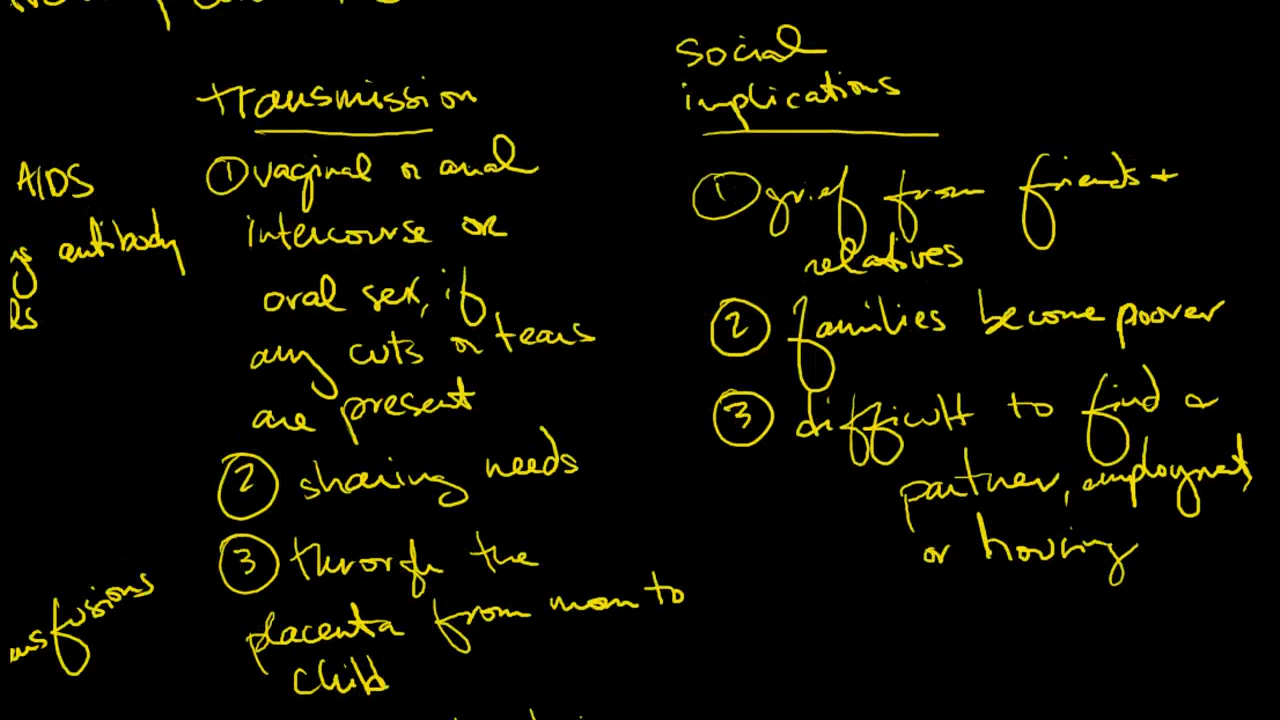 transmission
① vaginal or anal
intercourse or
oral sex, if
any cuts or tears
are present
② sharing needs
③ through the
placenta from mom to
child
social
implications
① grief from friends +
relatives
② families become poorer
③ difficult to find a
partner, employment,
or housing
AIDS
antibody